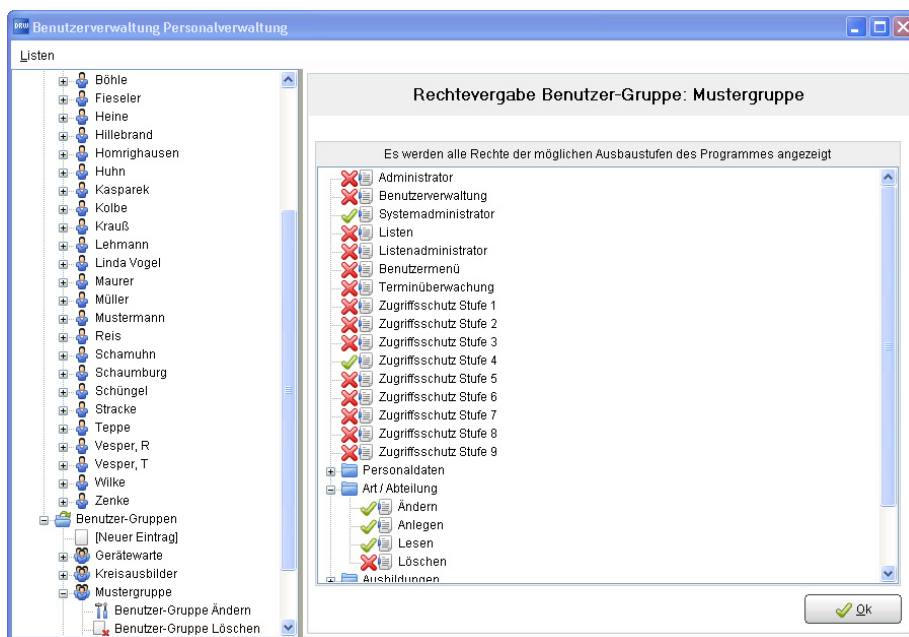 DRW Benutzerverwaltung Personalverwaltung
Listen
Böhle
Fieseler
Heine
Hillebrand
Homrighausen
Huhn
Kasparek
Kolbe
Krauß
Lehmann
Linda Vogel
Maurer
Müller
Mustermann
Reis
Schamuhn
Schaumburg
Schüngel
Stracke
Teppe
Vesper, R
Vesper, T
Wilke
Zenke
Benutzer-Gruppen
[Neuer Eintrag]
Gerätewarte
Kreisausbilder
Mustergruppe
Benutzer-Gruppe Ändern
Benutzer-Gruppe Löschen
Rechtevergabe Benutzer-Gruppe: Mustergruppe
Es werden alle Rechte der möglichen Ausbaustufen des Programmes angezeigt
Administrator
Benutzerverwaltung
Systemadministrator
Listen
Listenadministrator
Benutzermenü
Terminüberwachung
Zugriffsschutz Stufe 1
Zugriffsschutz Stufe 2
Zugriffsschutz Stufe 3
Zugriffsschutz Stufe 4
Zugriffsschutz Stufe 5
Zugriffsschutz Stufe 6
Zugriffsschutz Stufe 7
Zugriffsschutz Stufe 8
Zugriffsschutz Stufe 9
Personaldaten
Art / Abteilung
Ändern
Anlegen
Lesen
Löschen
Ausbildungen
Ok